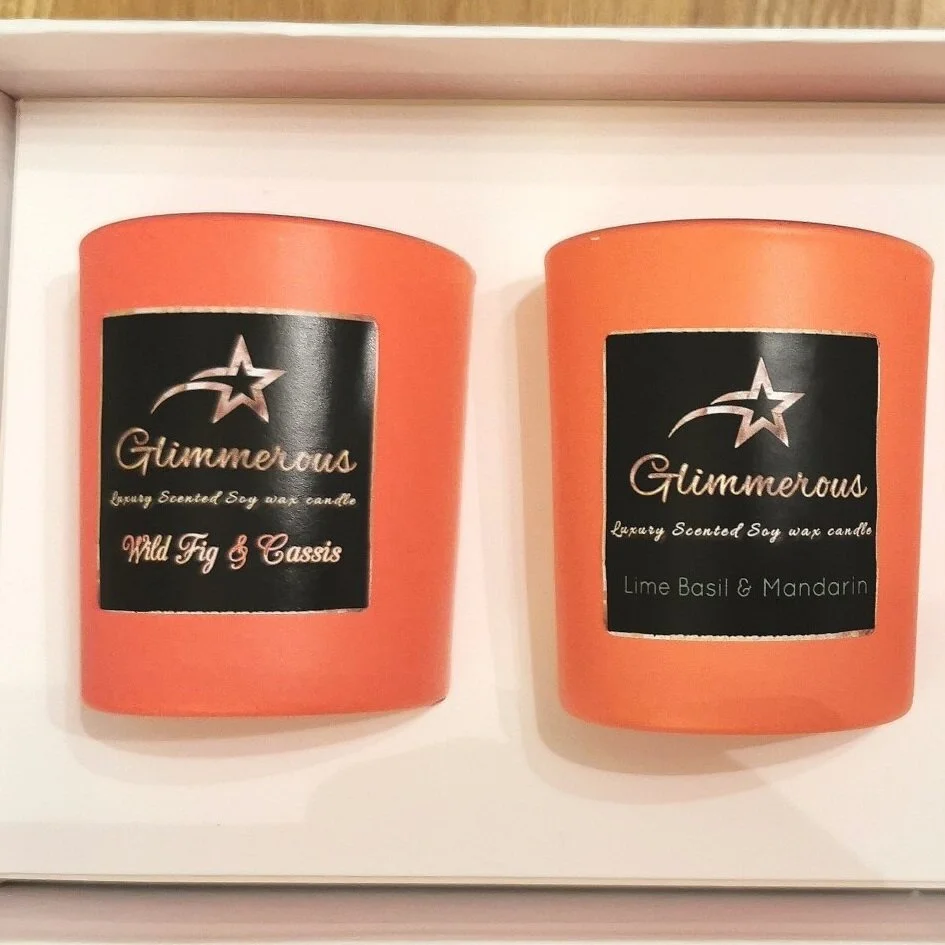 Glimmerous
Luxury Scented Soy wax candle
Wild Fig & Cassis
Glimmerous
Luxury Scented Soy wax candle
Lime Basil & Mandarin